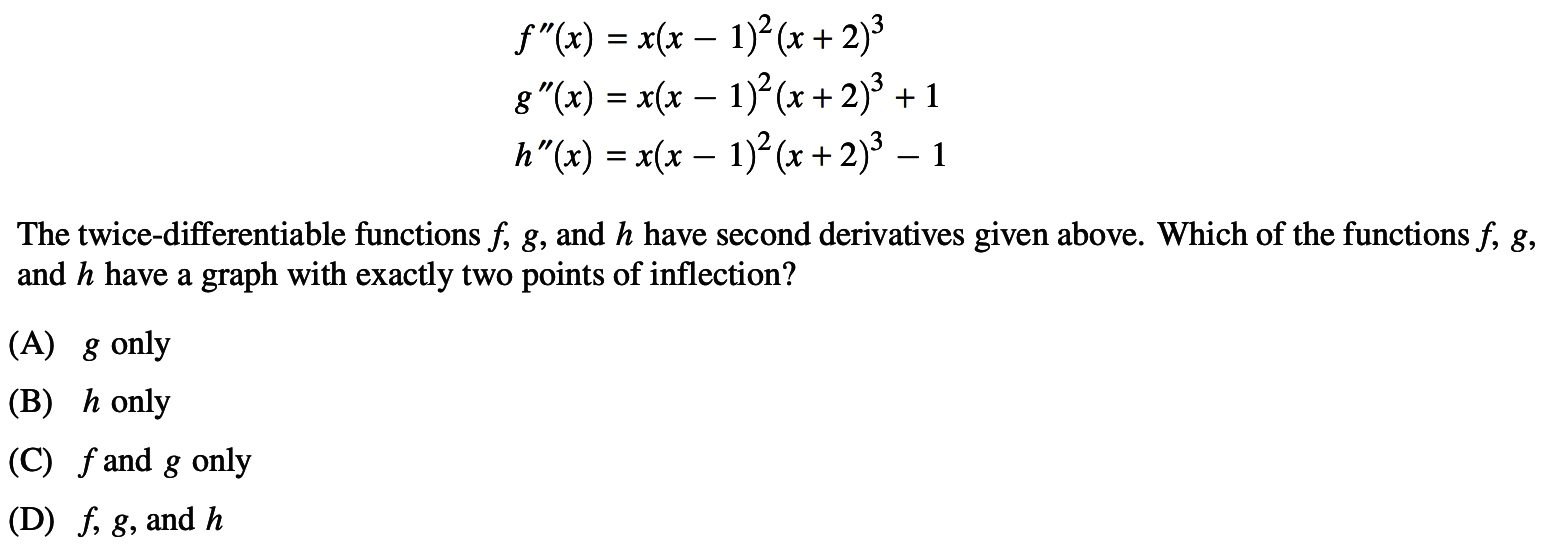 f″(x) = x(x − 1)²(x + 2)³
g″(x) = x(x − 1)²(x + 2)³ + 1
h″(x) = x(x − 1)²(x + 2)³ − 1
The twice-differentiable functions f, g, and h have second derivatives given above. Which of the functions f, g,
and h have a graph with exactly two points of inflection?
(A) g only
(B) h only
(C) f and g only
(D) f, g, and h